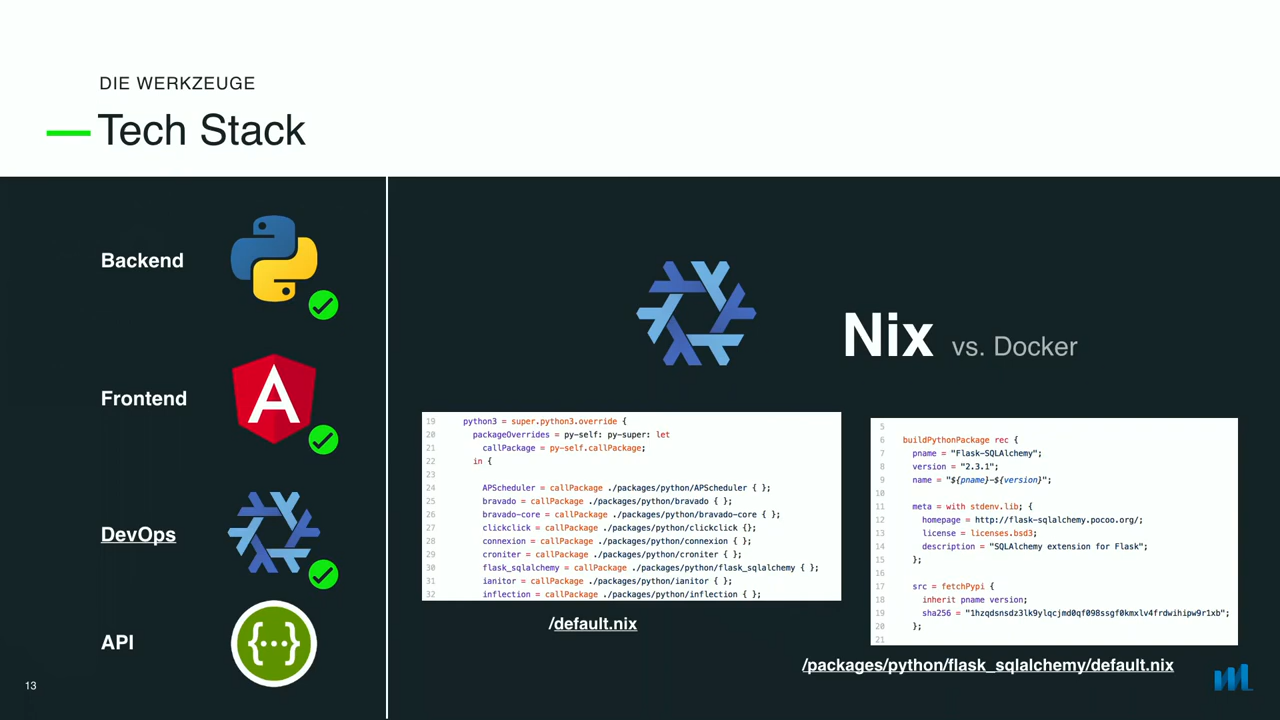 DIE WERKZEUGE
Tech Stack
Backend
Frontend
DevOps
API
Nix vs. Docker
19 python3 = super.python3.override {
20 packageOverrides = py-self: py-super: let
21 callPackage = py-self.callPackage;
22 in {
23
24 APScheduler = callPackage ./packages/python/APScheduler { };
25 bravado = callPackage ./packages/python/bravado { };
26 bravado-core = callPackage ./packages/python/bravado-core { };
27 clickclick = callPackage ./packages/python/clickclick {};
28 connexion = callPackage ./packages/python/connexion { };
29 croniter = callPackage ./packages/python/croniter { };
30 flask_sqlalchemy = callPackage ./packages/python/flask_sqlalchemy { };
31 ianitor = callPackage ./packages/python/ianitor { };
32 inflection = callPackage ./packages/python/inflection { };
/default.nix
5
6 buildPythonPackage rec {
7 pname = "Flask-SQLAlchemy";
8 version = "2.3.1";
9 name = "${pname}-${version}";
10
11 meta = with stdenv.lib; {
12 homepage = http://flask-sqlalchemy.pocoo.org/;
13 license = licenses.bsd3;
14 description = "SQLAlchemy extension for Flask";
15 };
16
17 src = fetchPypi {
18 inherit pname version;
19 sha256 = "1hzqdsnsdz3lk9ylqcjmd0qf098ssgf0kmxlv4frdwihipw9r1xb";
20 };
21
/packages/python/flask_sqlalchemy/default.nix
13